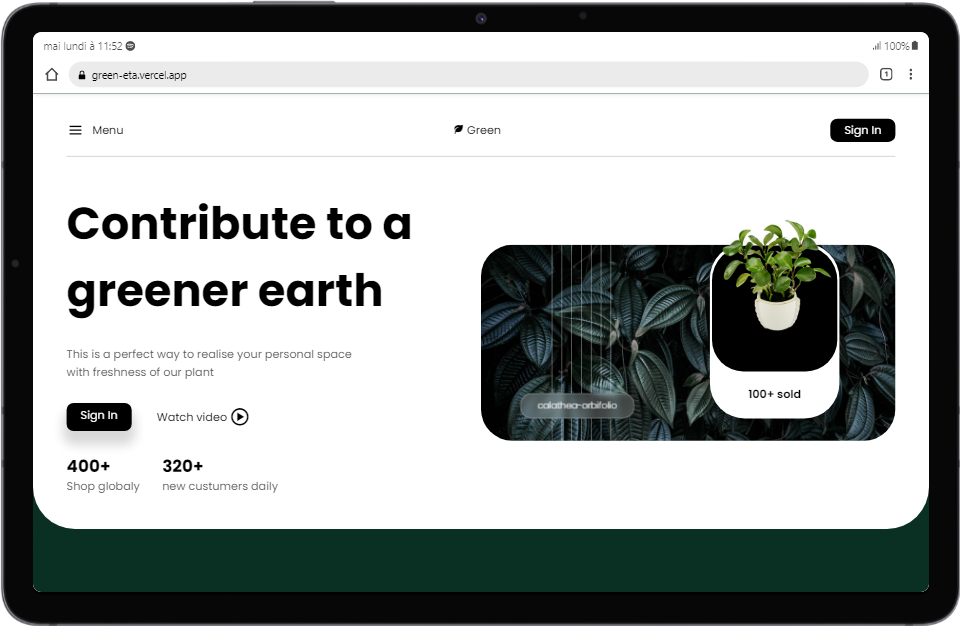 mai lundi à 11:52
100%
green-eta.vercel.app
1
Menu
Green
Sign In
Contribute to a
greener earth
This is a perfect way to realise your personal space
with freshness of our plant
Sign In
Watch video
calathea-orbifolio
100+ sold
400+
320+
Shop globaly
new custumers daily